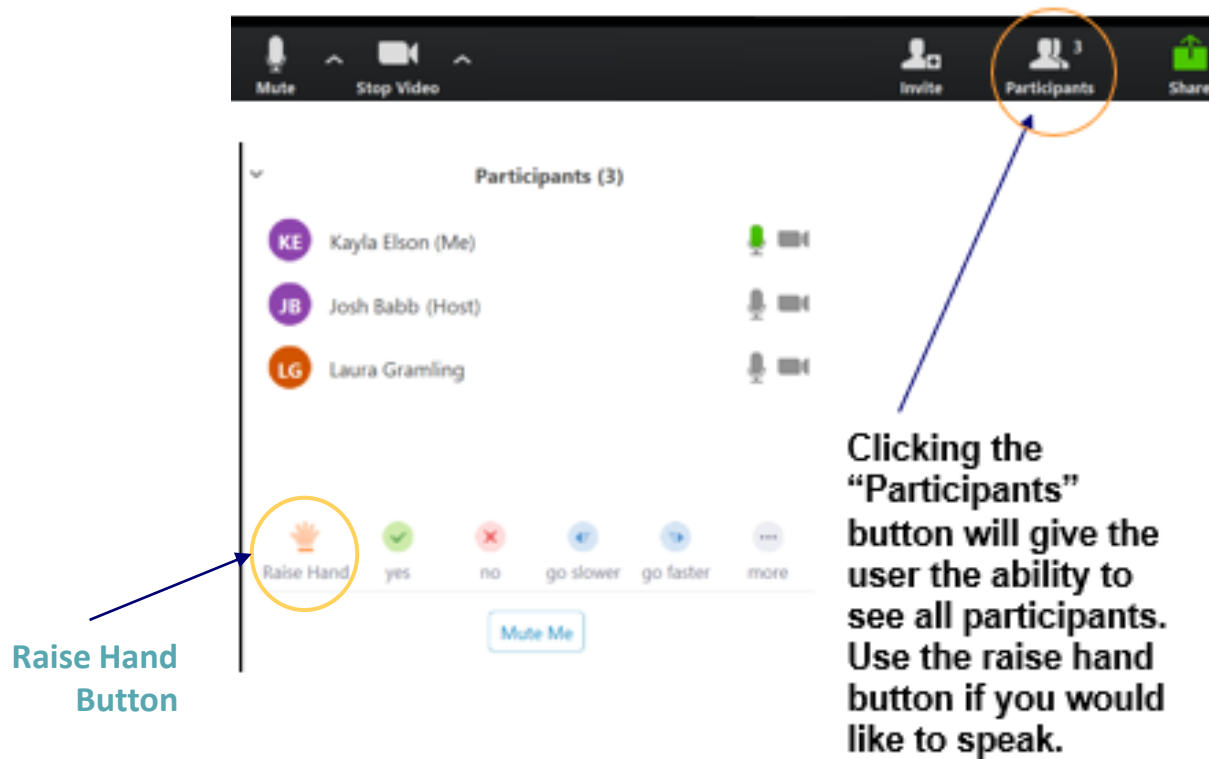 Mute
Stop Video
Invite
3
Participants
Share
Participants (3)
KE Kayla Elson (Me)
JB Josh Babb (Host)
LG Laura Gramling
Raise Hand yes no go slower go faster more
Mute Me
Raise Hand
Button
Clicking the
“Participants”
button will give the
user the ability to
see all participants.
Use the raise hand
button if you would
like to speak.